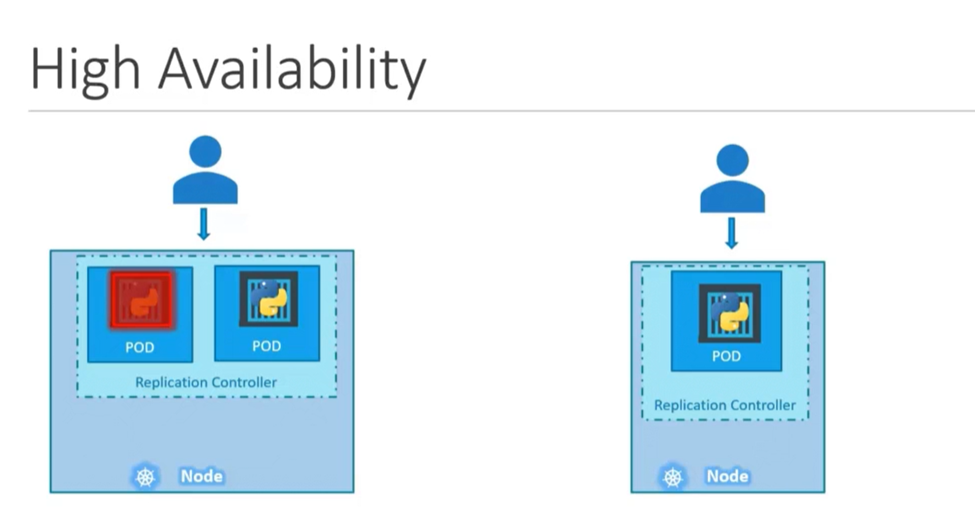 High Availability
POD
POD
Replication Controller
Node
POD
Replication Controller
Node